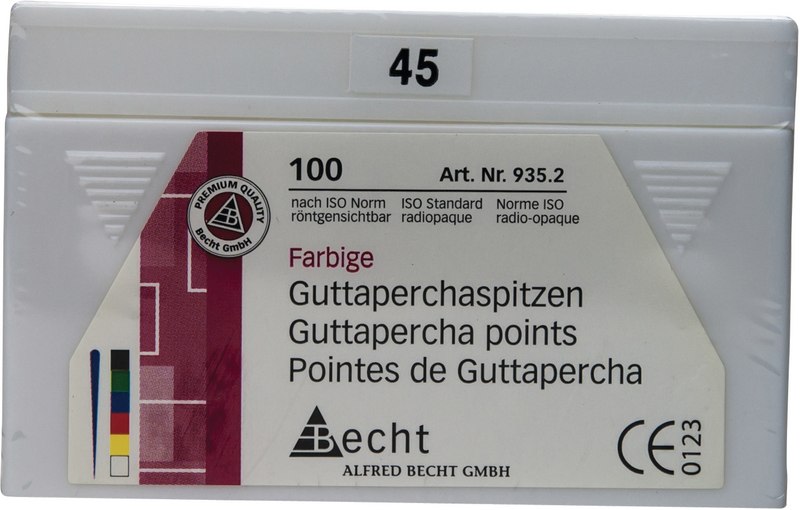 45
100 Art. Nr. 935.2
nach ISO Norm ISO Standard Norme ISO
röntgensichtbar radiopaque radio-opaque
PREMIUM QUALITY
B
Becht GmbH
Farbige
Guttaperchaspitzen
Guttapercha points
Pointes de Guttapercha
Becht
ALFRED BECHT GMBH
CE 0123